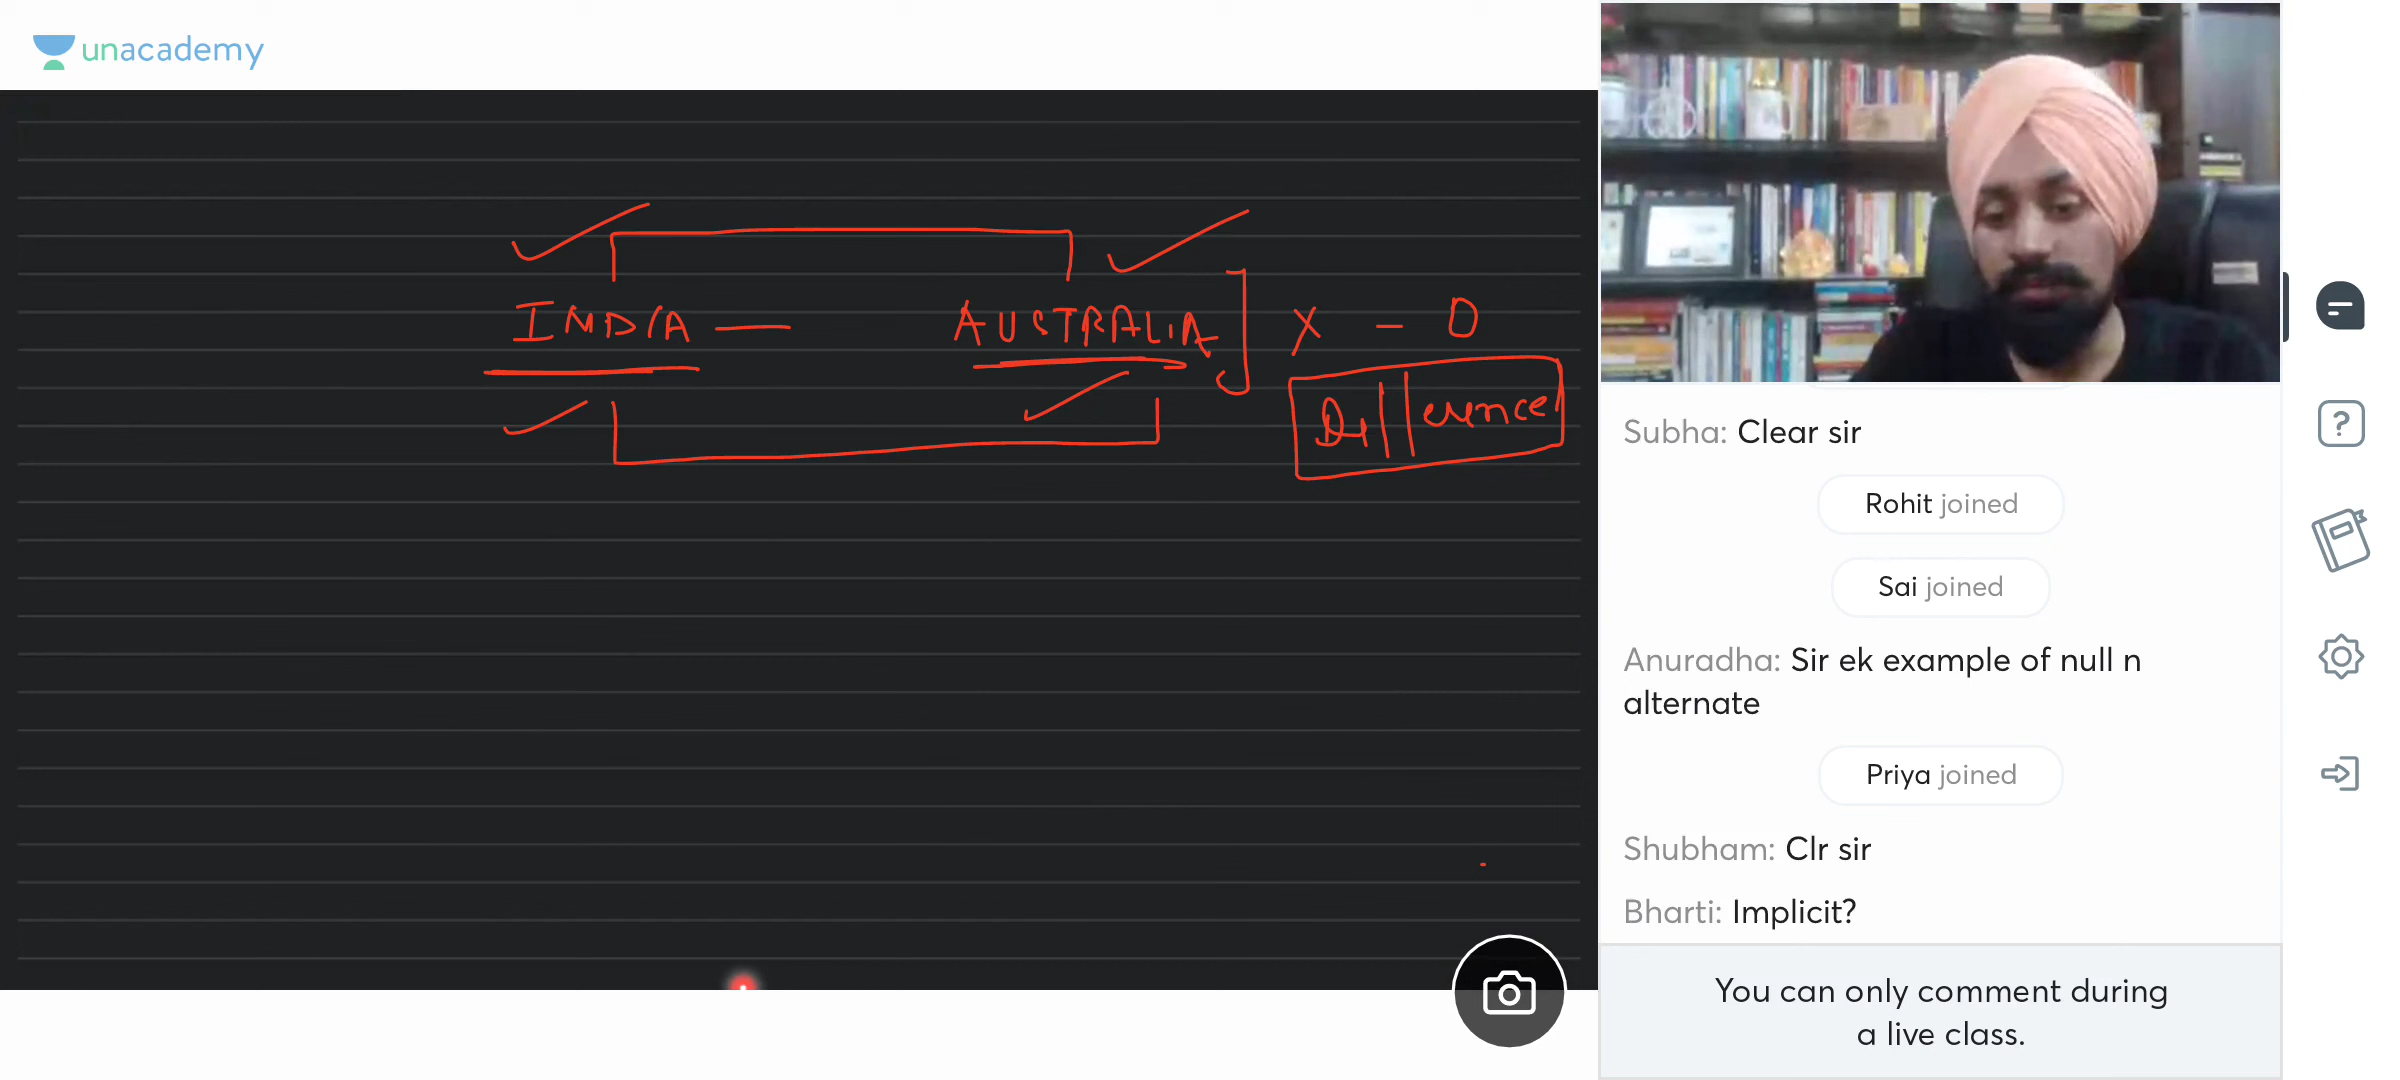 unacademy
INDIA — AUSTRALIA] X - 0
Difference
Subha: Clear sir
Rohit joined
Sai joined
Anuradha: Sir ek example of null n
alternate
Priya joined
Shubham: Clr sir
Bharti: Implicit?
You can only comment during
a live class.